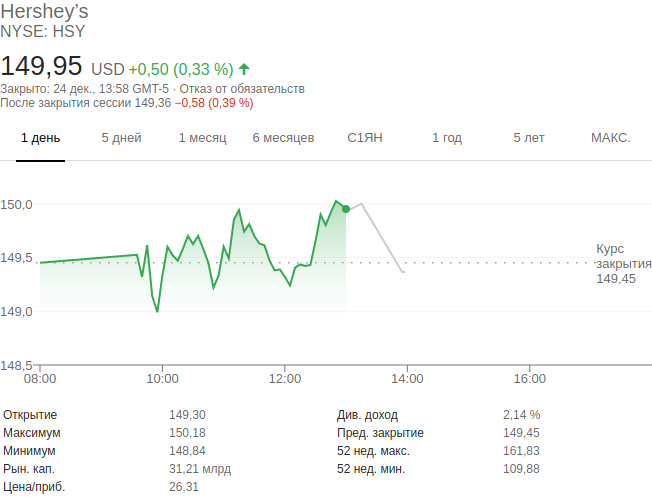 Hershey’s
NYSE: HSY
149,95 USD +0,50 (0,33 %)
Закрыто: 24 дек., 13:58 GMT-5 · Отказ от обязательств
После закрытия сессии 149,36 −0,58 (0,39 %)
1 день 5 дней 1 месяц 6 месяцев С1ЯН 1 год 5 лет МАКС.
150,0
149,5
149,0
148,5
Курс
закрытия
149,45
08:00 10:00 12:00 14:00 16:00
Открытие 149,30 Див. доход 2,14 %
Максимум 150,18 Пред. закрытие 149,45
Минимум 148,84 52 нед. макс. 161,83
Рын. кап. 31,21 млрд 52 нед. мин. 109,88
Цена/приб. 26,31